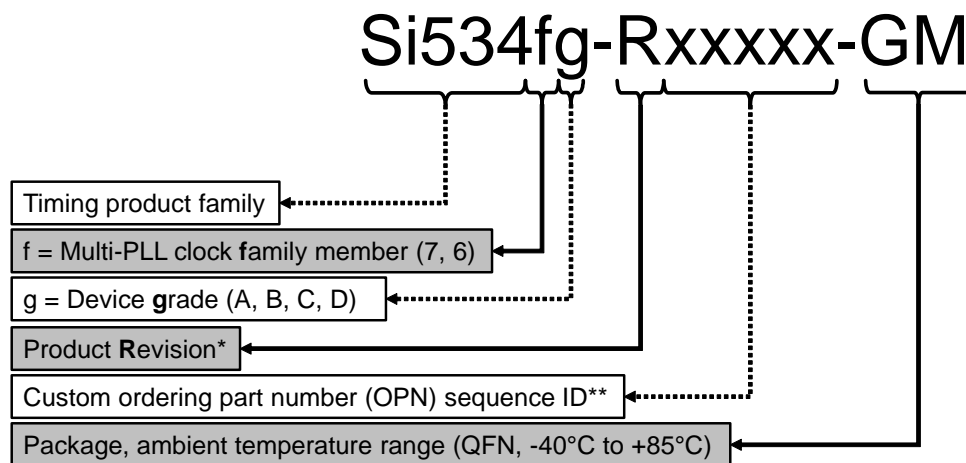 Si534fg-Rxxxxx-GM
Timing product family
f = Multi-PLL clock family member (7, 6)
g = Device grade (A, B, C, D)
Product Revision*
Custom ordering part number (OPN) sequence ID**
Package, ambient temperature range (QFN, -40°C to +85°C)